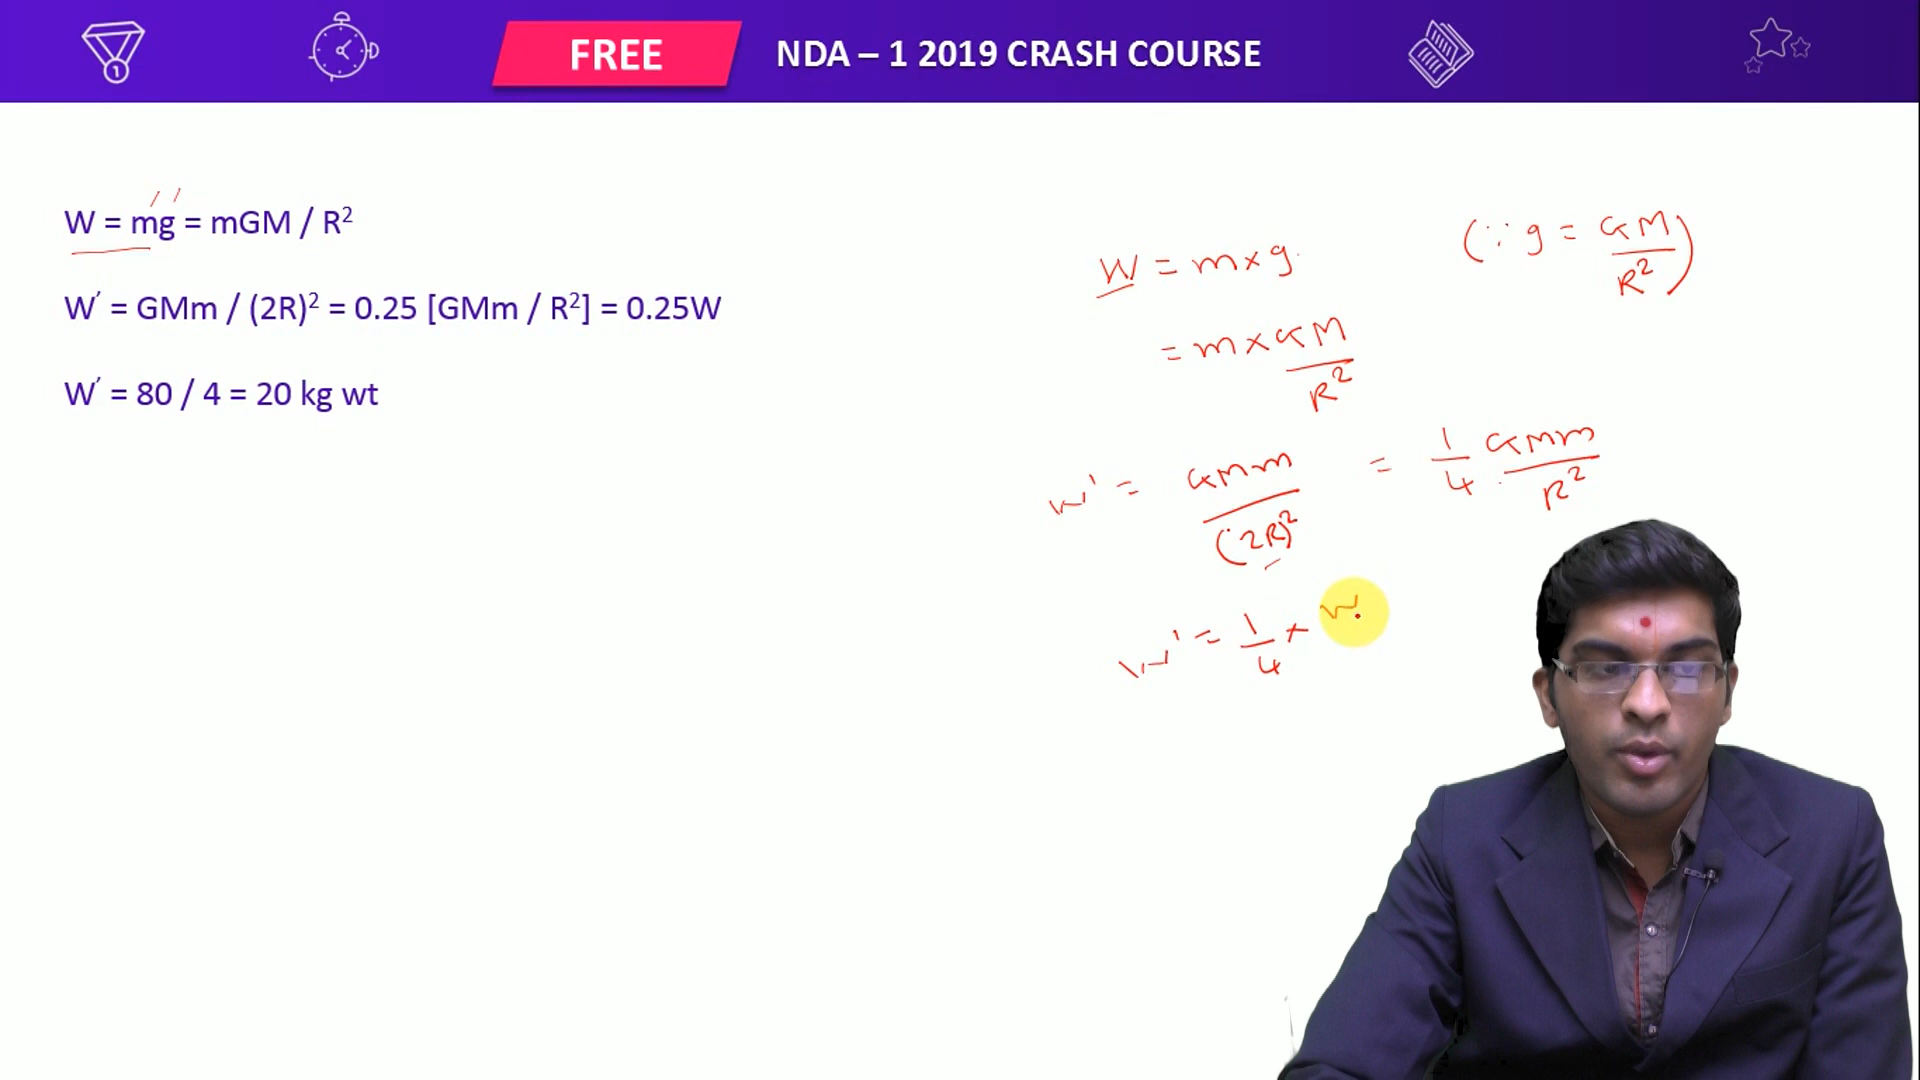 FREE
NDA – 1 2019 CRASH COURSE
1
W = mg = mGM / R²
W′ = GMm / (2R)² = 0.25 [GMm / R²] = 0.25W
W′ = 80 / 4 = 20 kg wt
W = m × g
(∵ g = GM / R²)
= m × GM / R²
W' = GMm / (2R)² = 1/4 . GMm / R²
W' = 1/4 × W